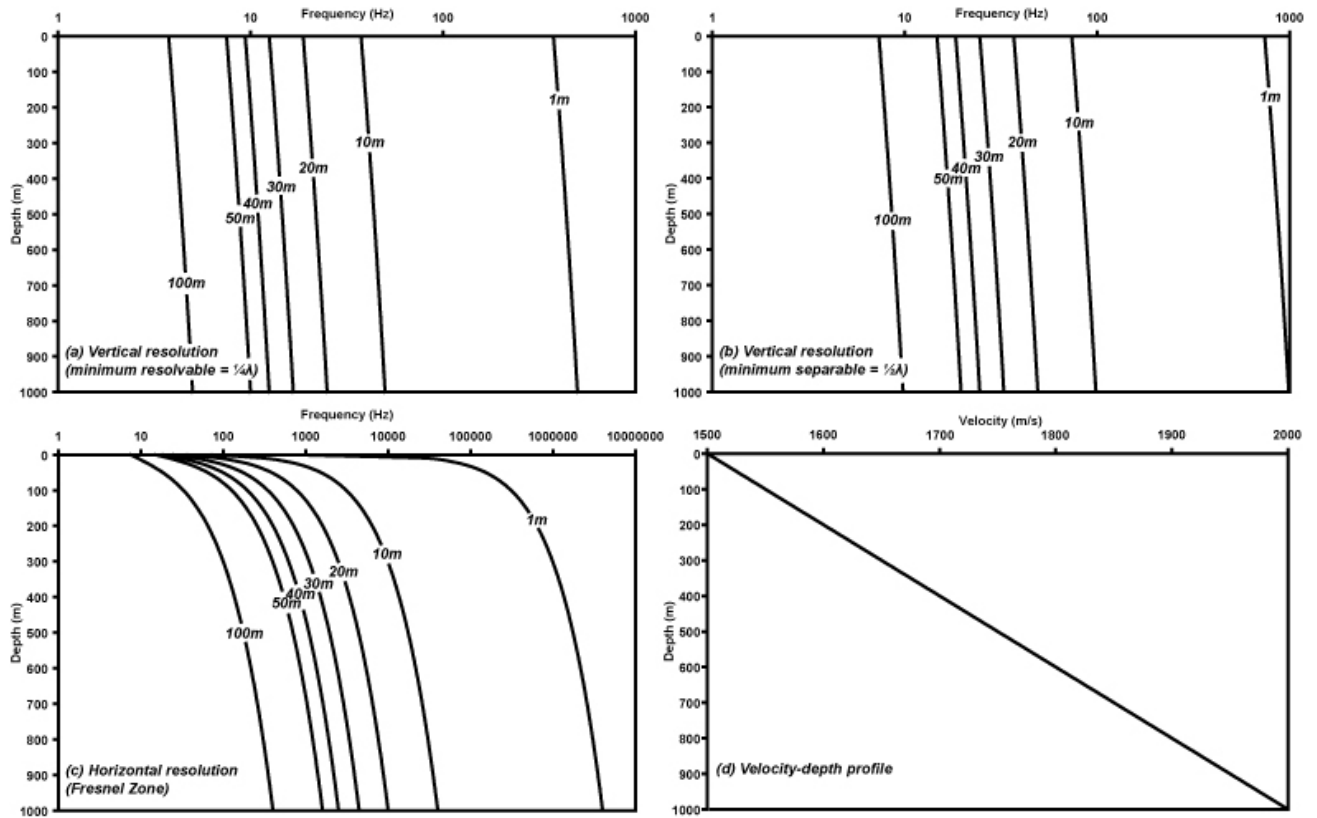 Frequency (Hz)
1 10 100 1000
0
100
200
300
400
500
600
700
800
900
1000
Depth (m)
1m
10m
20m
30m
40m
50m
100m
(a) Vertical resolution
(minimum resolvable = ¼λ)
Frequency (Hz)
1 10 100 1000
0
100
200
300
400
500
600
700
800
900
1000
Depth (m)
1m
10m
20m
30m
40m
50m
100m
(b) Vertical resolution
(minimum separable = ½λ)
Frequency (Hz)
1 10 100 1000 10000 100000 1000000 10000000
0
100
200
300
400
500
600
700
800
900
1000
Depth (m)
1m
10m
20m
30m
40m
50m
100m
(c) Horizontal resolution
(Fresnel Zone)
Velocity (m/s)
1500 1600 1700 1800 1900 2000
0
100
200
300
400
500
600
700
800
900
1000
Depth (m)
(d) Velocity-depth profile